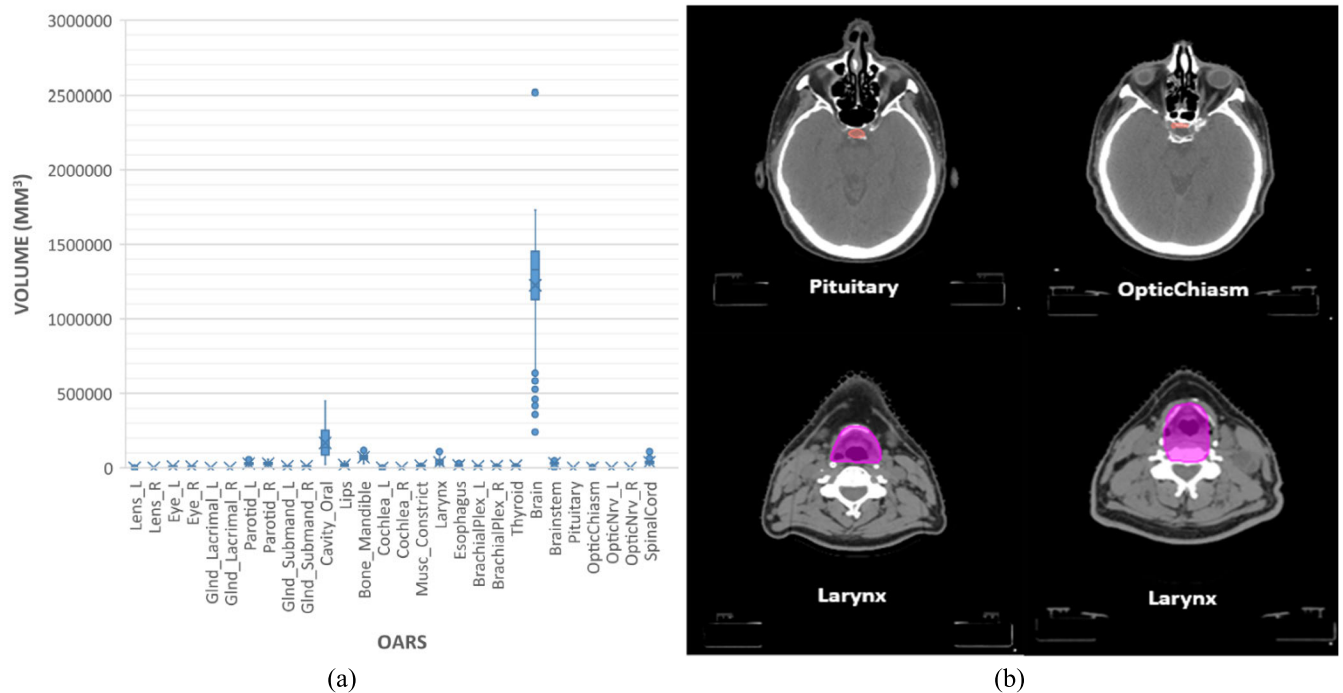 3000000
2500000
2000000
1500000
1000000
500000
0
VOLUME (MM³)
Lens_L
Lens_R
Eye_L
Eye_R
Glnd_Lacrimal_L
Glnd_Lacrimal_R
Parotid_L
Parotid_R
Glnd_Submand_L
Glnd_Submand_R
Cavity_Oral
Lips
Bone_Mandible
Cochlea_L
Cochlea_R
Musc_Constrict
Larynx
Esophagus
BrachialPlex_L
BrachialPlex_R
Thyroid
Brain
Brainstem
Pituitary
OpticChiasm
OpticNrv_L
OpticNrv_R
SpinalCord
OARS
(a)
Pituitary
OpticChiasm
Larynx
Larynx
(b)